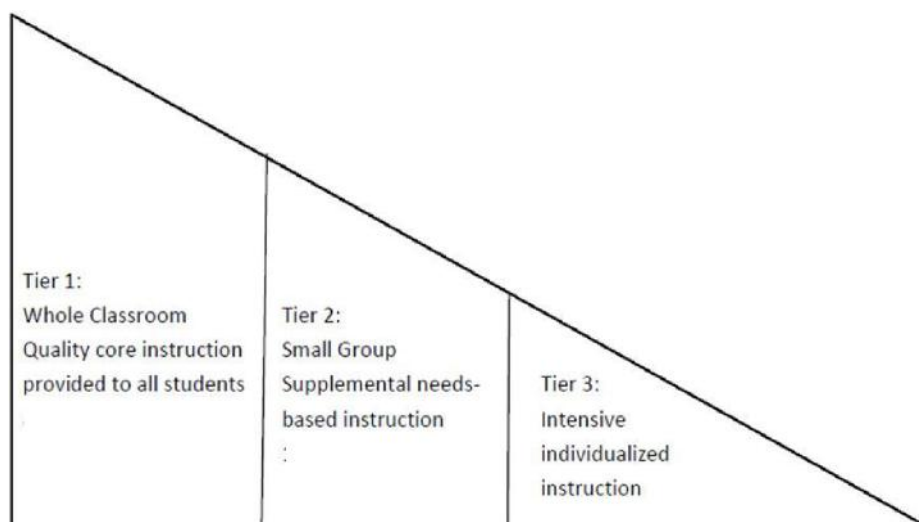 Tier 1:
Whole Classroom
Quality core instruction
provided to all students
Tier 2:
Small Group
Supplemental needs-
based instruction
:
Tier 3:
Intensive
individualized
instruction